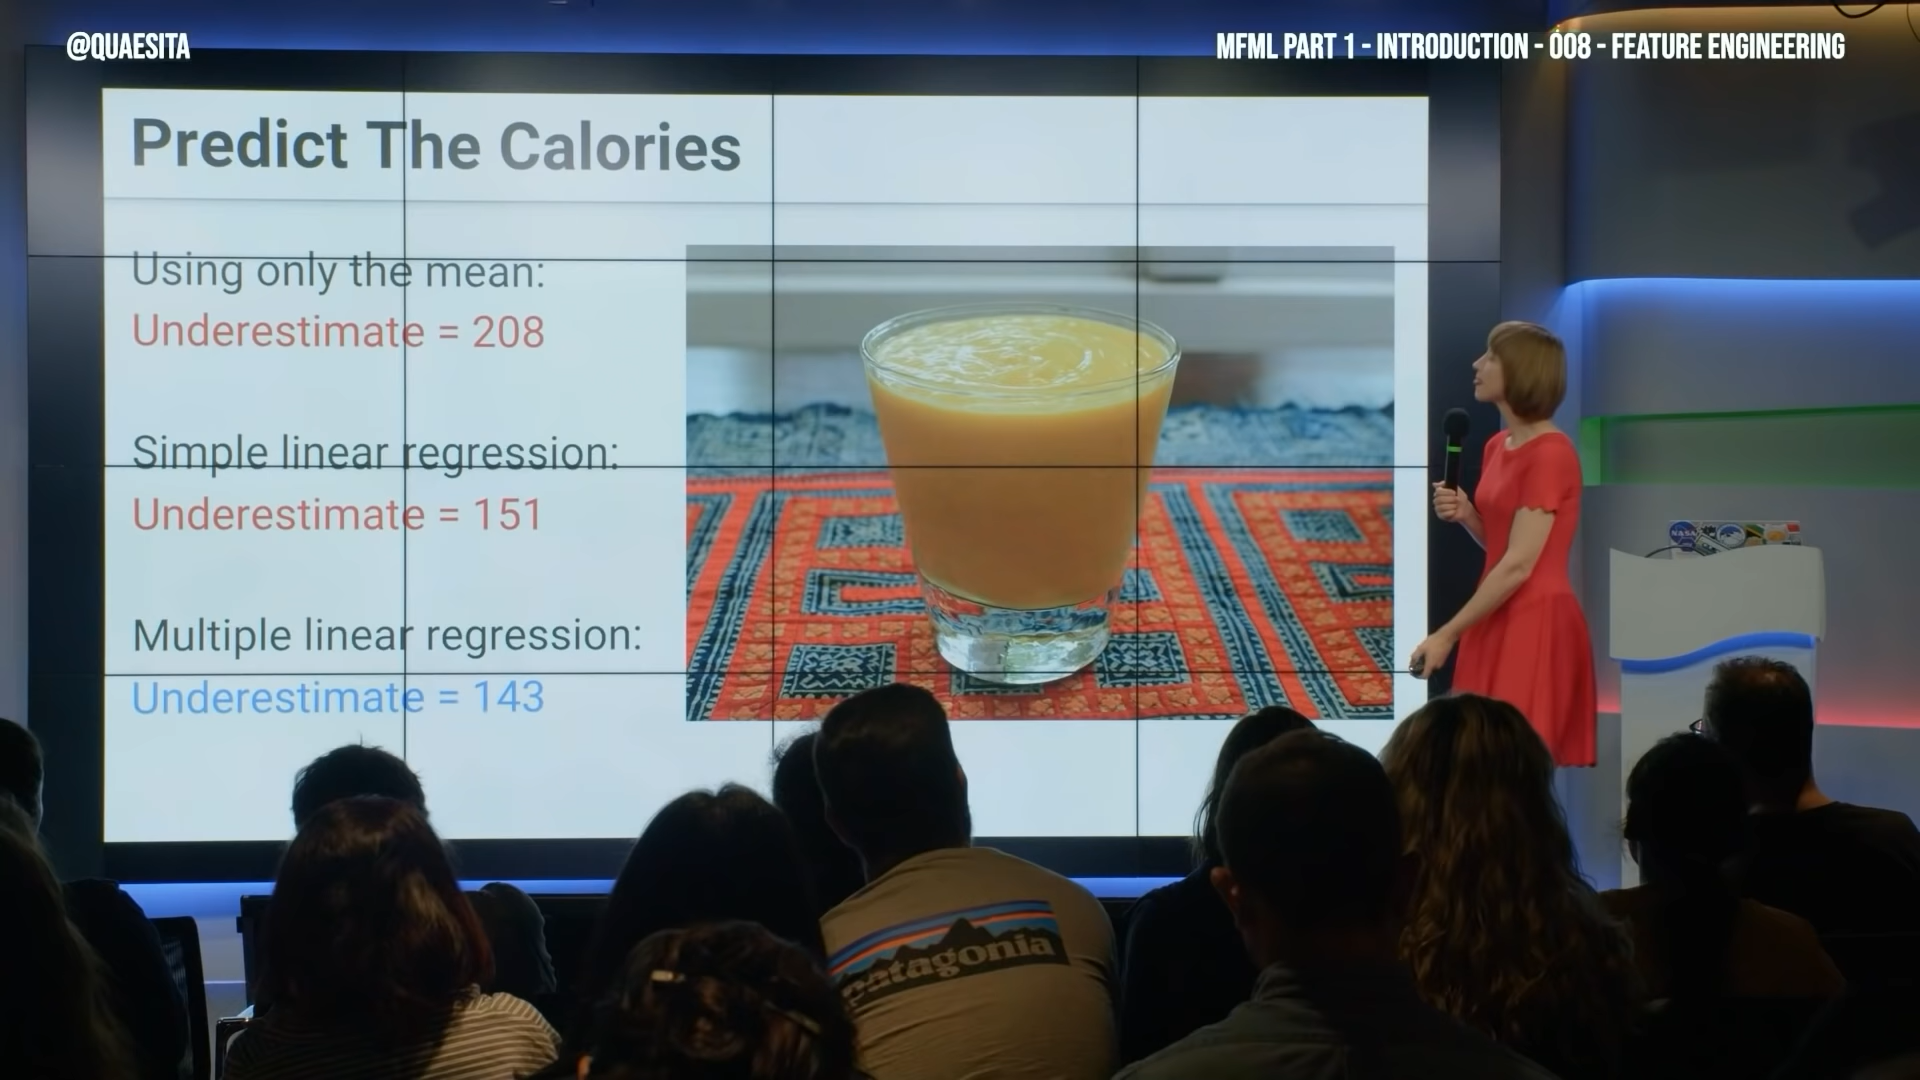 @QUAESITA
MFML PART 1 - INTRODUCTION - 008 - FEATURE ENGINEERING
Predict The Calories
Using only the mean:
Underestimate = 208
Simple linear regression:
Underestimate = 151
Multiple linear regression:
Underestimate = 143
NASA
patagonia